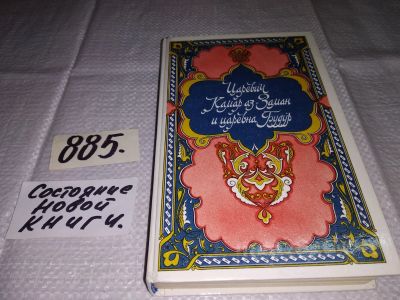 Царевич
Камар аз-Заман
и царевна Будур
885.
Состояние
новой
книги.